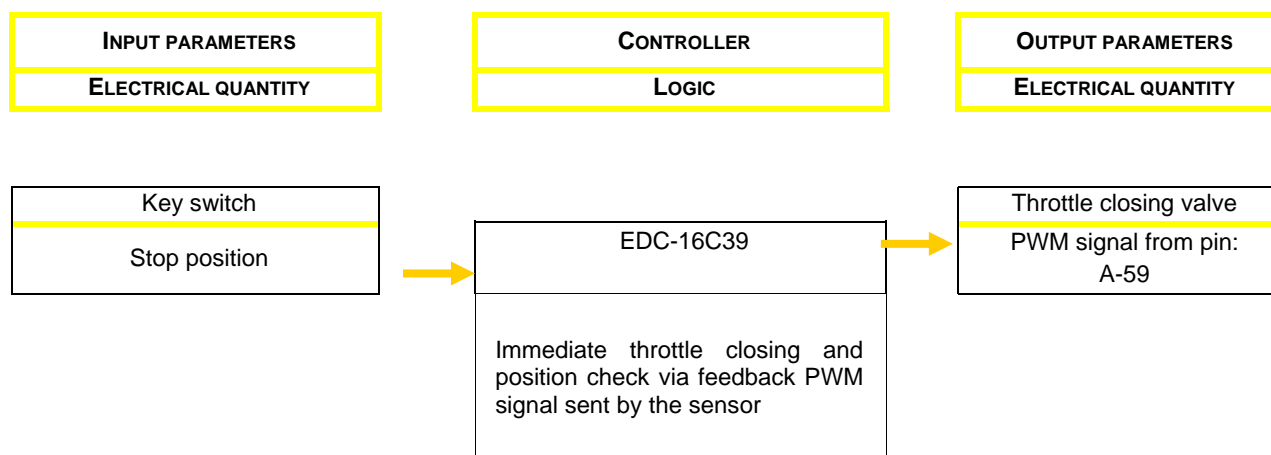 INPUT PARAMETERS
ELECTRICAL QUANTITY
CONTROLLER
LOGIC
OUTPUT PARAMETERS
ELECTRICAL QUANTITY
Key switch
Stop position
EDC-16C39
Immediate throttle closing and
position check via feedback PWM
signal sent by the sensor
Throttle closing valve
PWM signal from pin:
A-59